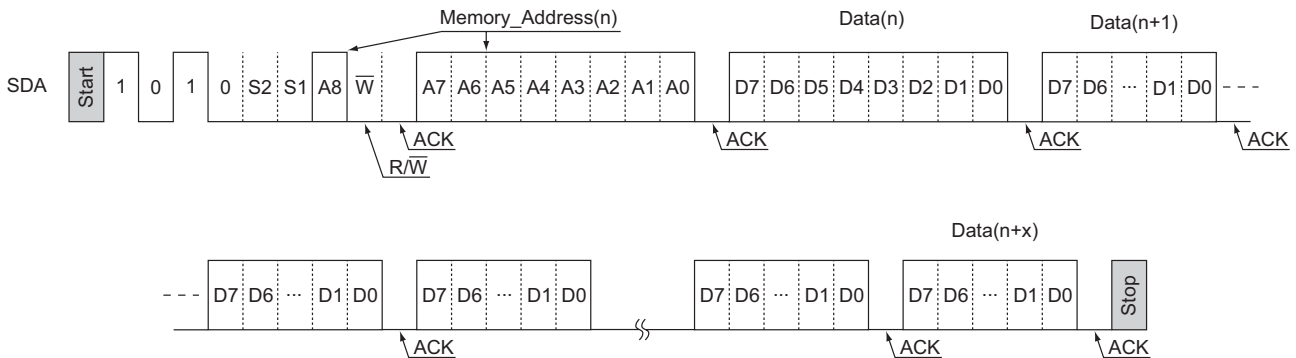 Memory_Address(n) Data(n) Data(n+1)
SDA Start 1 0 1 0 S2 S1 A8 W̅ A7 A6 A5 A4 A3 A2 A1 A0 D7 D6 D5 D4 D3 D2 D1 D0 D7 D6 ... D1 D0
ACK ACK ACK ACK
R/W̅
Data(n+x)
D7 D6 ... D1 D0 D7 D6 ... D1 D0 D7 D6 ... D1 D0 D7 D6 ... D1 D0 Stop
ACK ACK ACK